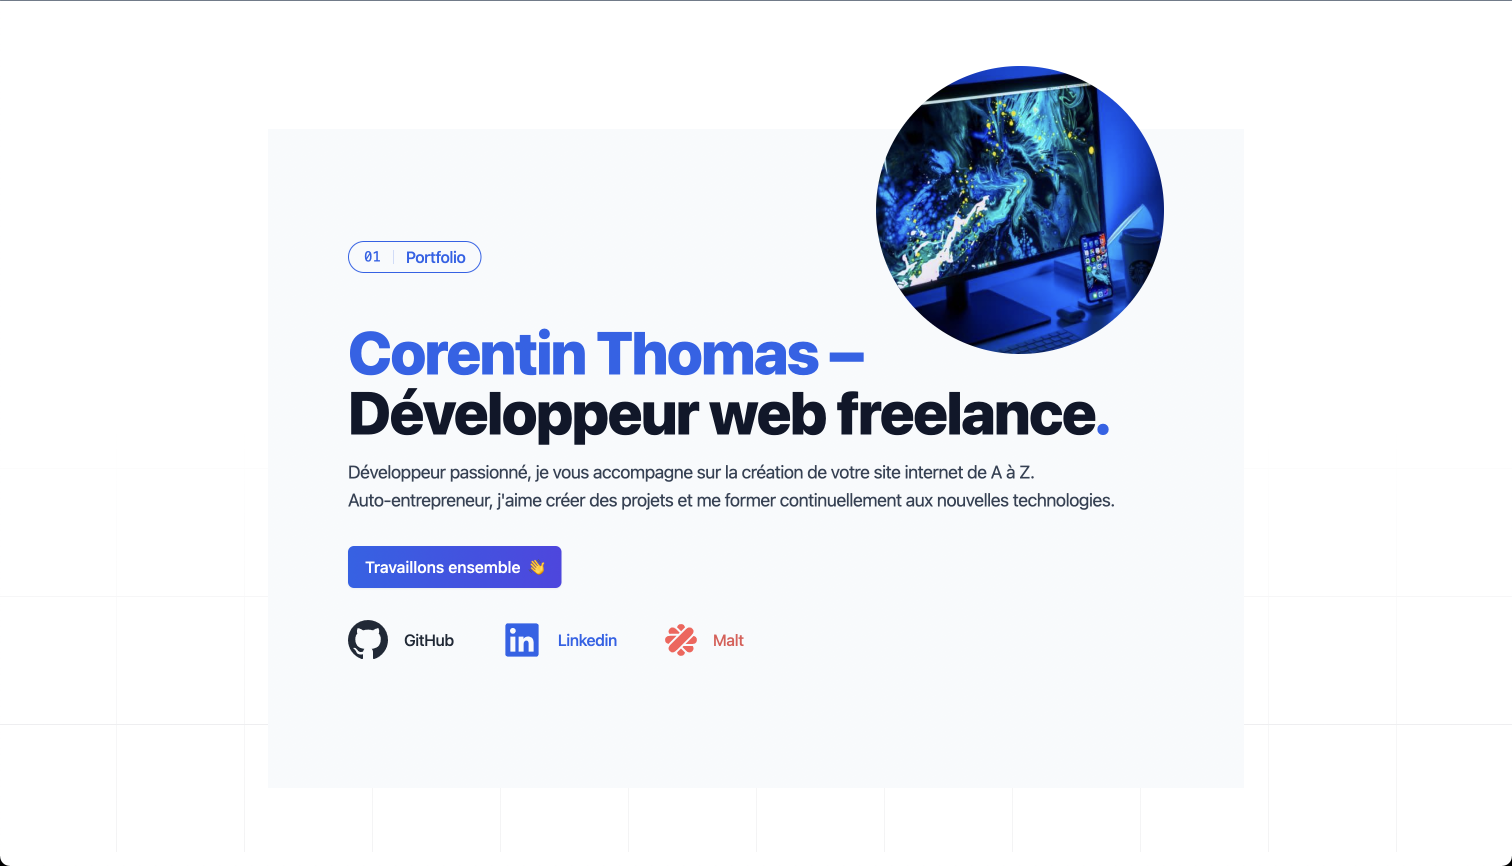 01 Portfolio
Corentin Thomas –
Développeur web freelance.
Développeur passionné, je vous accompagne sur la création de votre site internet de A à Z.
Auto-entrepreneur, j'aime créer des projets et me former continuellement aux nouvelles technologies.
Travaillons ensemble 👋
GitHub
Linkedin
Malt